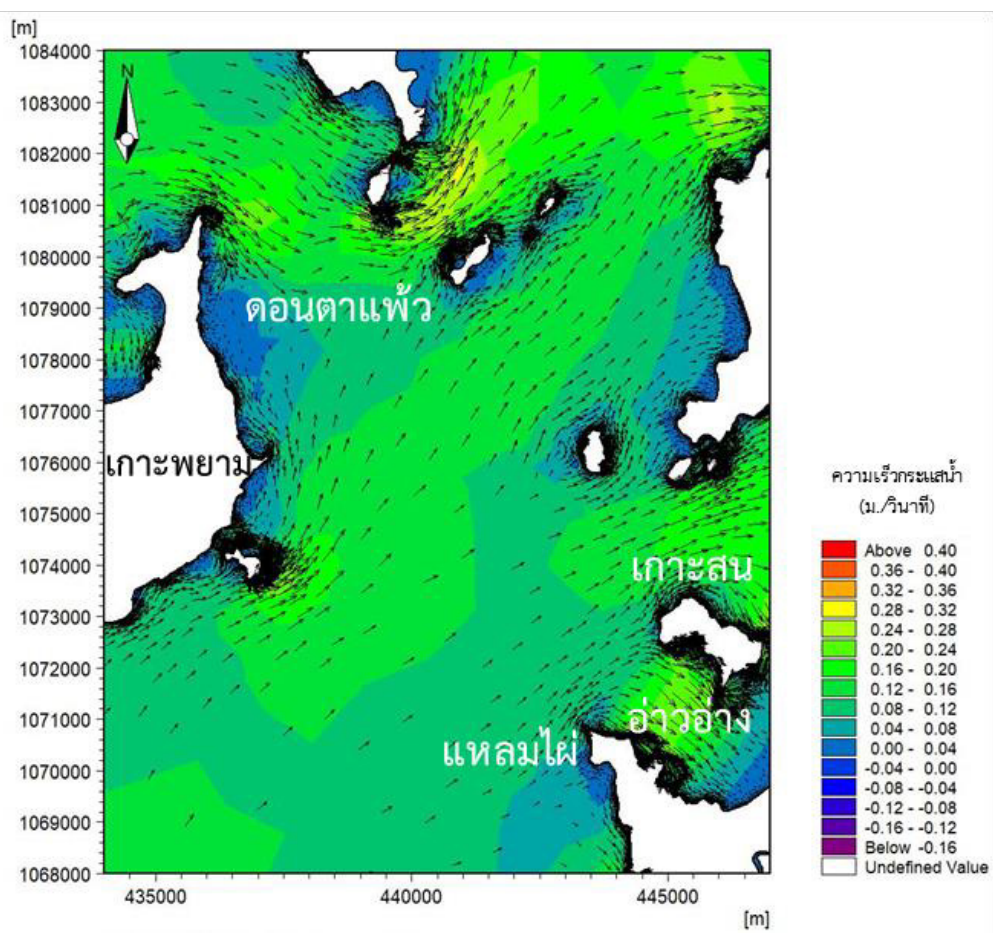 [m]
1084000
1083000
1082000
1081000
1080000
1079000
1078000
1077000
1076000
1075000
1074000
1073000
1072000
1071000
1070000
1069000
1068000
N
ดอนตาแพ้ว
เกาะพยาม
เกาะสน
อ่าวอ่าง
แหลมไผ่
435000 440000 445000
[m]
ความเร็วกระแสน้ำ
(ม./วินาที)
Above 0.40
0.36 - 0.40
0.32 - 0.36
0.28 - 0.32
0.24 - 0.28
0.20 - 0.24
0.16 - 0.20
0.12 - 0.16
0.08 - 0.12
0.04 - 0.08
0.00 - 0.04
-0.04 - 0.00
-0.08 - -0.04
-0.12 - -0.08
-0.16 - -0.12
Below -0.16
Undefined Value